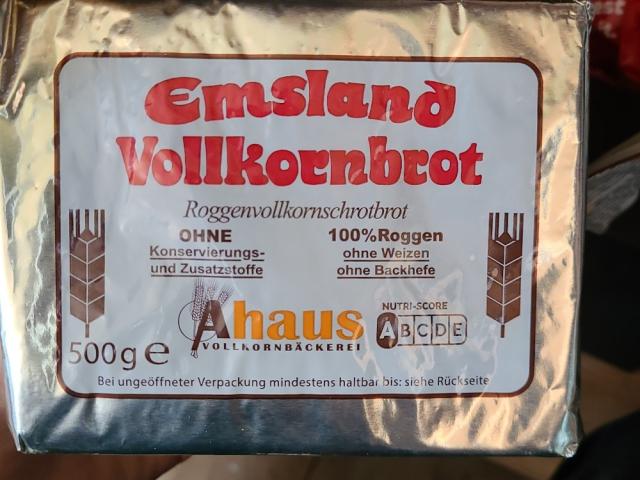 Emsland
Vollkornbrot
Roggenvollkornschrotbrot
OHNE
Konservierungs-
und Zusatzstoffe
100%Roggen
ohne Weizen
ohne Backhefe
Ahaus
VOLLKORNBÄCKEREI
NUTRI-SCORE
ABCDE
500g e
Bei ungeöffneter Verpackung mindestens haltbar bis: siehe Rückseite